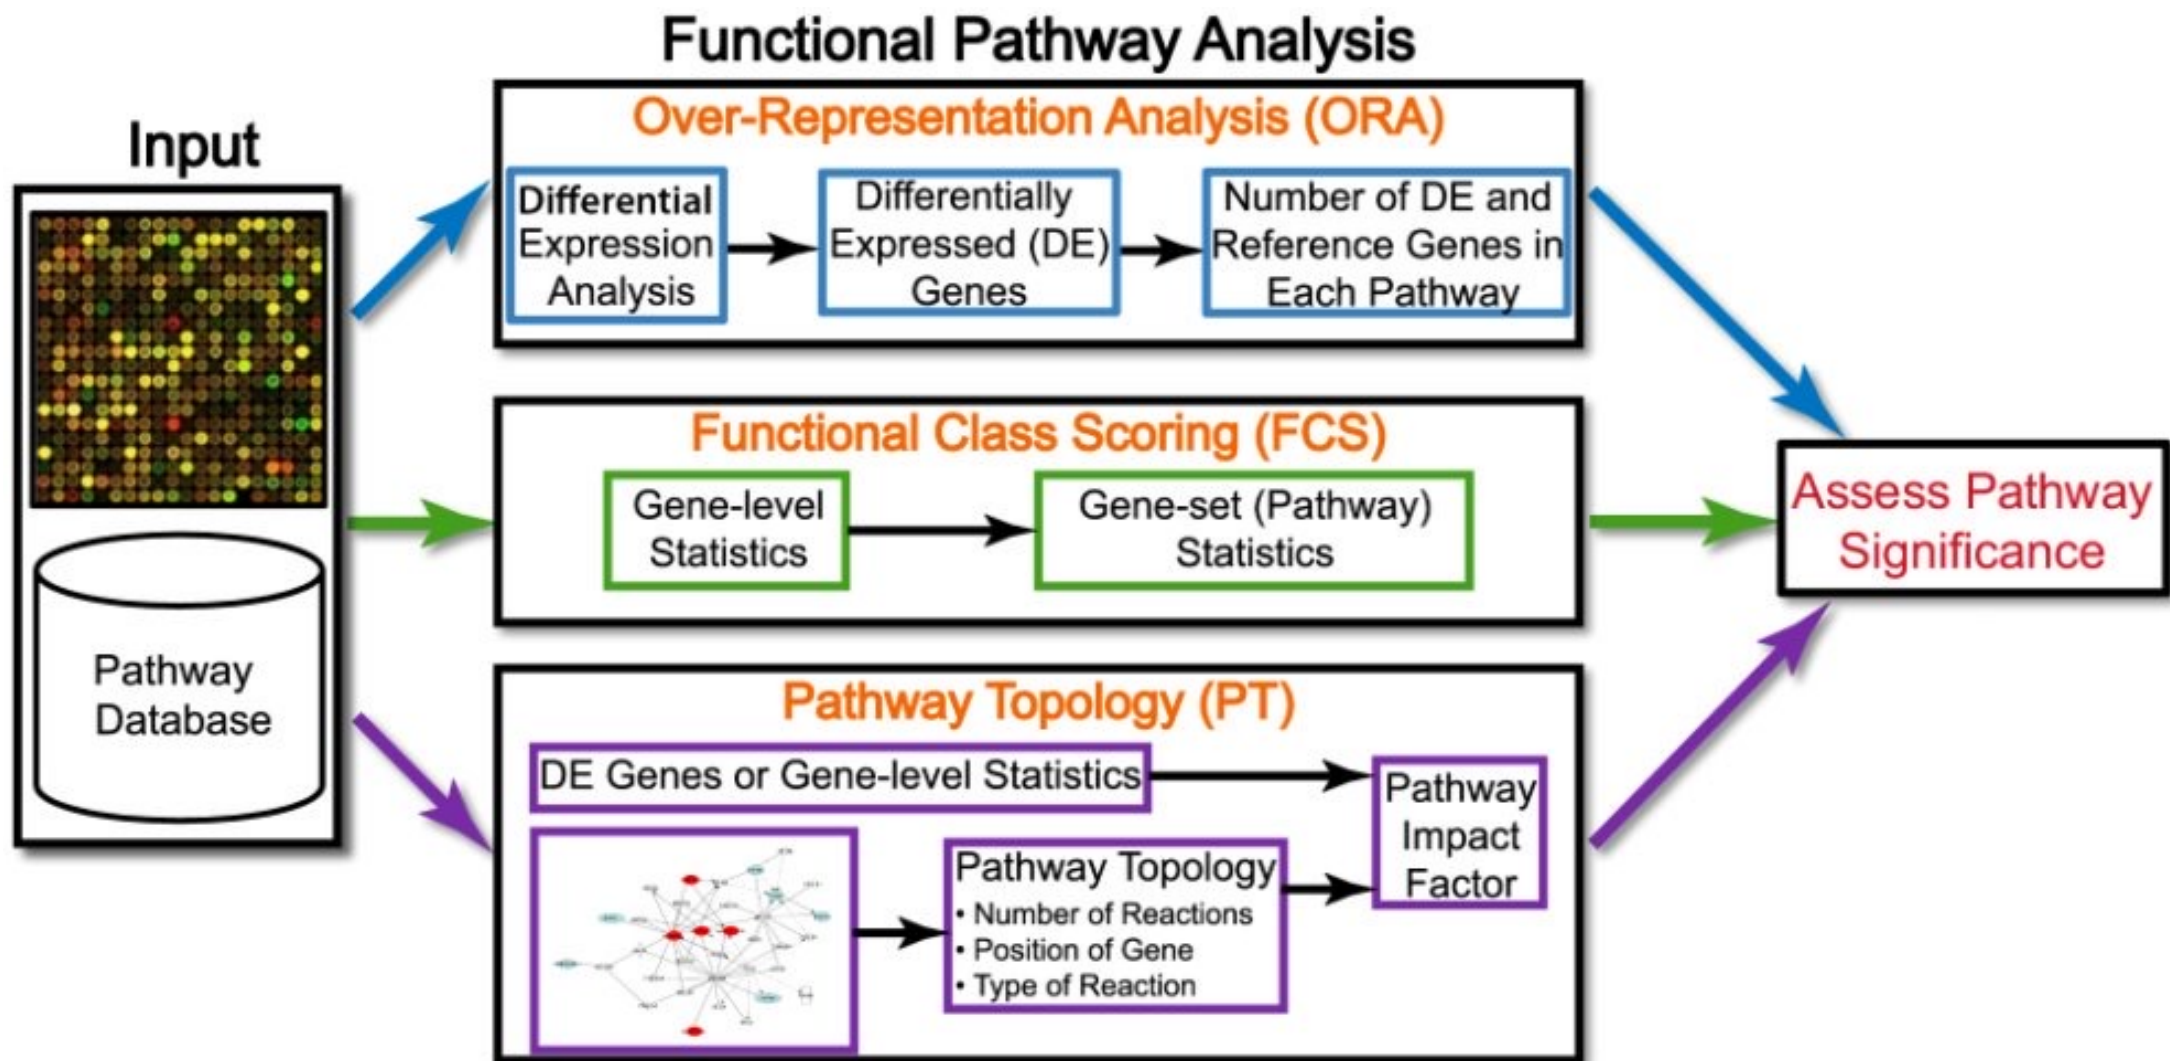 Functional Pathway Analysis
Input
Pathway
Database
Over-Representation Analysis (ORA)
Differential
Expression
Analysis
Differentially
Expressed (DE)
Genes
Number of DE and
Reference Genes in
Each Pathway
Functional Class Scoring (FCS)
Gene-level
Statistics
Gene-set (Pathway)
Statistics
Pathway Topology (PT)
DE Genes or Gene-level Statistics
Pathway Topology
• Number of Reactions
• Position of Gene
• Type of Reaction
Pathway
Impact
Factor
Assess Pathway
Significance